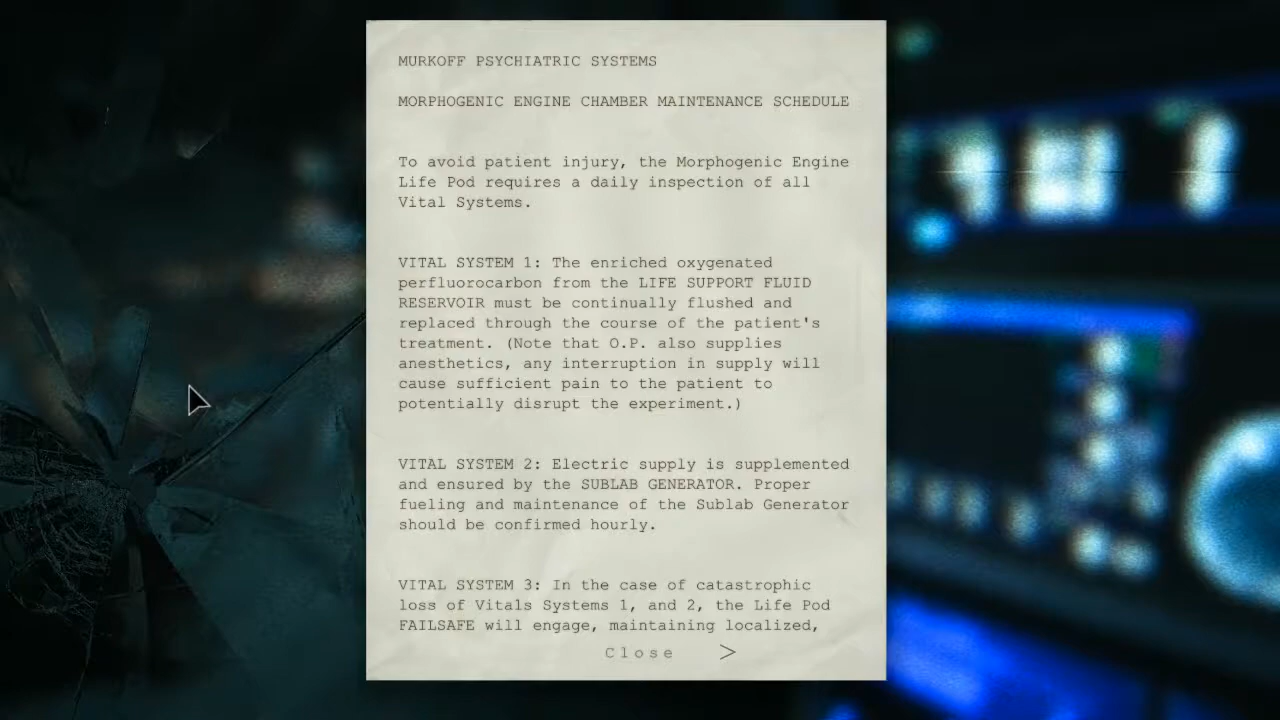 MURKOFF PSYCHIATRIC SYSTEMS
MORPHOGENIC ENGINE CHAMBER MAINTENANCE SCHEDULE
To avoid patient injury, the Morphogenic Engine
Life Pod requires a daily inspection of all
Vital Systems.
VITAL SYSTEM 1: The enriched oxygenated
perfluorocarbon from the LIFE SUPPORT FLUID
RESERVOIR must be continually flushed and
replaced through the course of the patient's
treatment. (Note that O.P. also supplies
anesthetics, any interruption in supply will
cause sufficient pain to the patient to
potentially disrupt the experiment.)
VITAL SYSTEM 2: Electric supply is supplemented
and ensured by the SUBLAB GENERATOR. Proper
fueling and maintenance of the Sublab Generator
should be confirmed hourly.
VITAL SYSTEM 3: In the case of catastrophic
loss of Vitals Systems 1, and 2, the Life Pod
FAILSAFE will engage, maintaining localized,
Close >